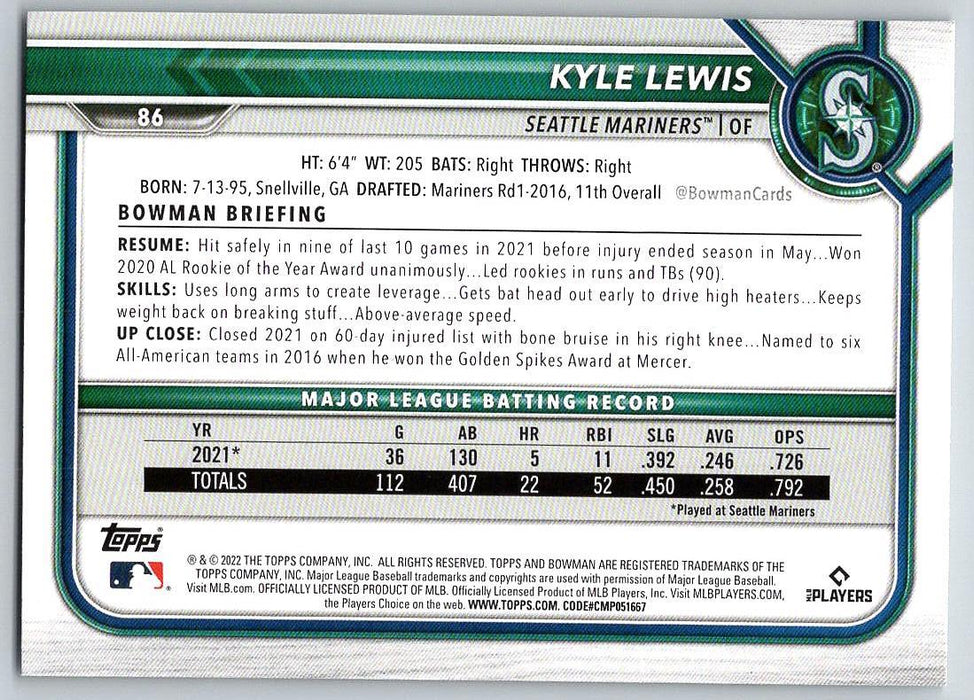 KYLE LEWIS
86
SEATTLE MARINERS™ | OF
S
®
HT: 6'4" WT: 205 BATS: Right THROWS: Right
BORN: 7-13-95, Snellville, GA DRAFTED: Mariners Rd1-2016, 11th Overall @BowmanCards
BOWMAN BRIEFING
RESUME: Hit safely in nine of last 10 games in 2021 before injury ended season in May...Won
2020 AL Rookie of the Year Award unanimously...Led rookies in runs and TBs (90).
SKILLS: Uses long arms to create leverage...Gets bat head out early to drive high heaters...Keeps
weight back on breaking stuff...Above-average speed.
UP CLOSE: Closed 2021 on 60-day injured list with bone bruise in his right knee...Named to six
All-American teams in 2016 when he won the Golden Spikes Award at Mercer.
MAJOR LEAGUE BATTING RECORD
YR G AB HR RBI SLG AVG OPS
2021* 36 130 5 11 .392 .246 .726
TOTALS 112 407 22 52 .450 .258 .792
*Played at Seattle Mariners
Topps®
® & © 2022 THE TOPPS COMPANY, INC. ALL RIGHTS RESERVED. TOPPS AND BOWMAN ARE REGISTERED TRADEMARKS OF THE
TOPPS COMPANY, INC. Major League Baseball trademarks and copyrights are used with permission of Major League Baseball.
Visit MLB.com. OFFICIALLY LICENSED PRODUCT OF MLB. Officially Licensed Product of MLB Players, Inc. Visit MLBPLAYERS.COM,
the Players Choice on the web. WWW.TOPPS.COM. CODE#CMP051667
MLB PLAYERS